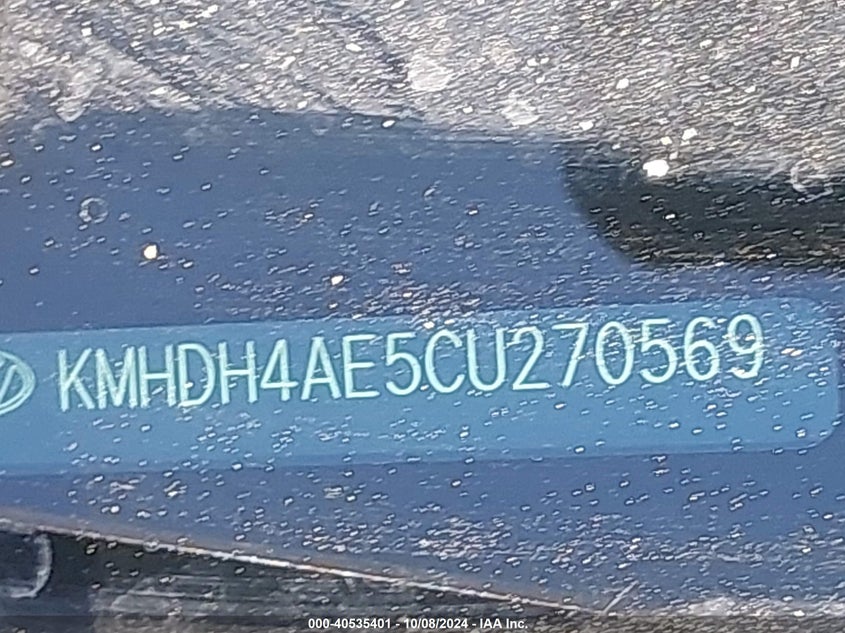 KMHDH4AE5CU270569
000-40535401 - 10/08/2024 - IAA Inc.